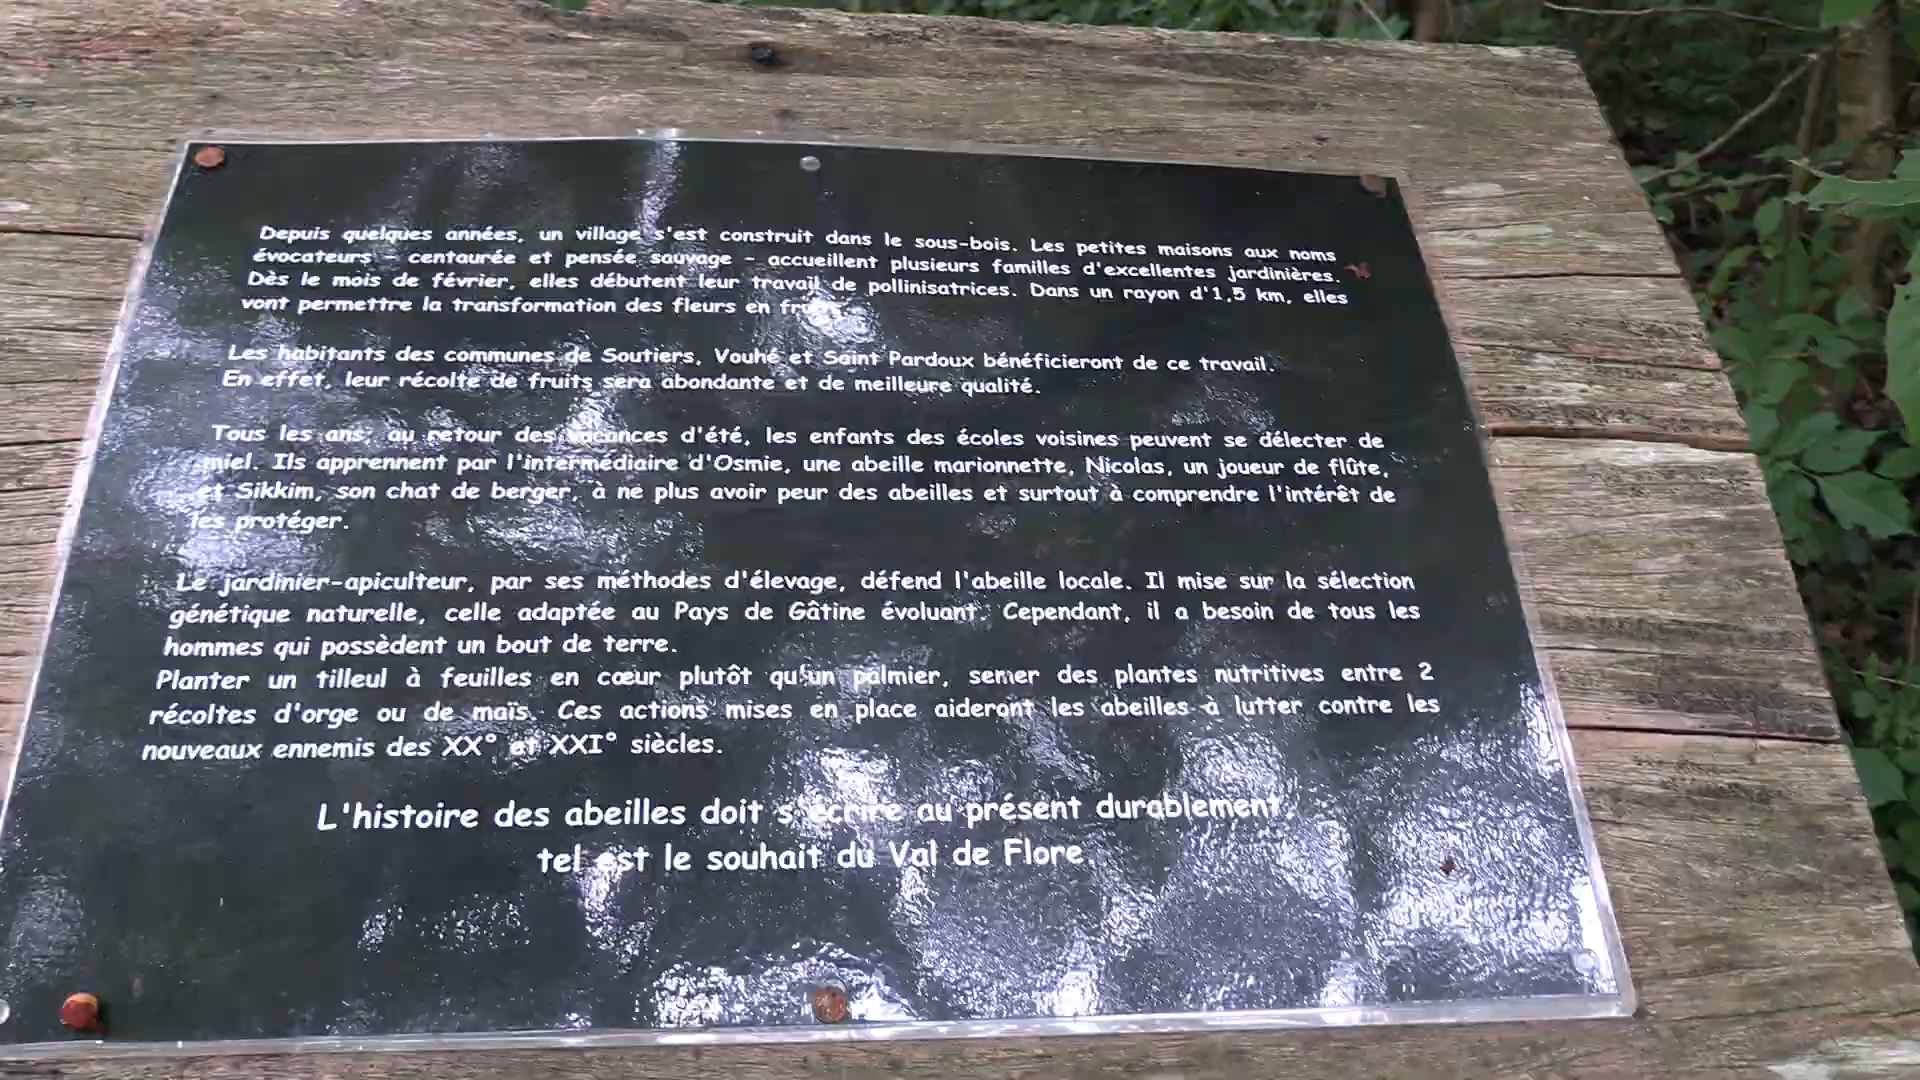 Depuis quelques années, un village s'est construit dans le sous-bois. Les petites maisons aux noms
évocateurs - centaurée et pensée sauvage - accueillent plusieurs familles d'excellentes jardinières.
Dès le mois de février, elles débutent leur travail de pollinisatrices. Dans un rayon d'1,5 km, elles
vont permettre la transformation des fleurs en fruits.
Les habitants des communes de Soutiers, Vouhé et Saint Pardoux bénéficieront de ce travail.
En effet, leur récolte de fruits sera abondante et de meilleure qualité.
Tous les ans, au retour des vacances d'été, les enfants des écoles voisines peuvent se délecter de
miel. Ils apprennent par l'intermédiaire d'Osmie, une abeille marionnette, Nicolas, un joueur de flûte,
et Sikkim, son chat de berger, à ne plus avoir peur des abeilles et surtout à comprendre l'intérêt de
les protéger.
Le jardinier-apiculteur, par ses méthodes d'élevage, défend l'abeille locale. Il mise sur la sélection
génétique naturelle, celle adaptée au Pays de Gâtine évoluant. Cependant, il a besoin de tous les
hommes qui possèdent un bout de terre.
Planter un tilleul à feuilles en cœur plutôt qu'un palmier, semer des plantes nutritives entre 2
récoltes d'orge ou de maïs. Ces actions mises en place aideront les abeilles à lutter contre les
nouveaux ennemis des XX° et XXI° siècles.
L'histoire des abeilles doit s'écrire au présent durablement,
tel est le souhait du Val de Flore.